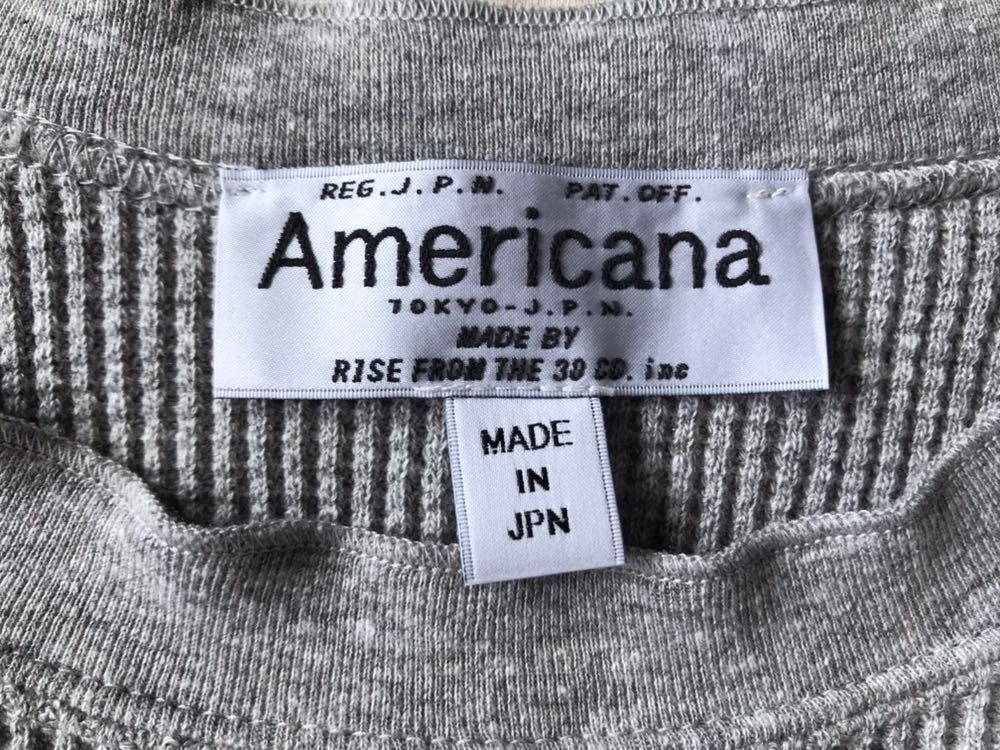 REG.J.P.N. PAT.OFF.
Americana
TOKYO-J.P.N.
MADE BY
RISE FROM THE 30 CO. inc
MADE
IN
JPN